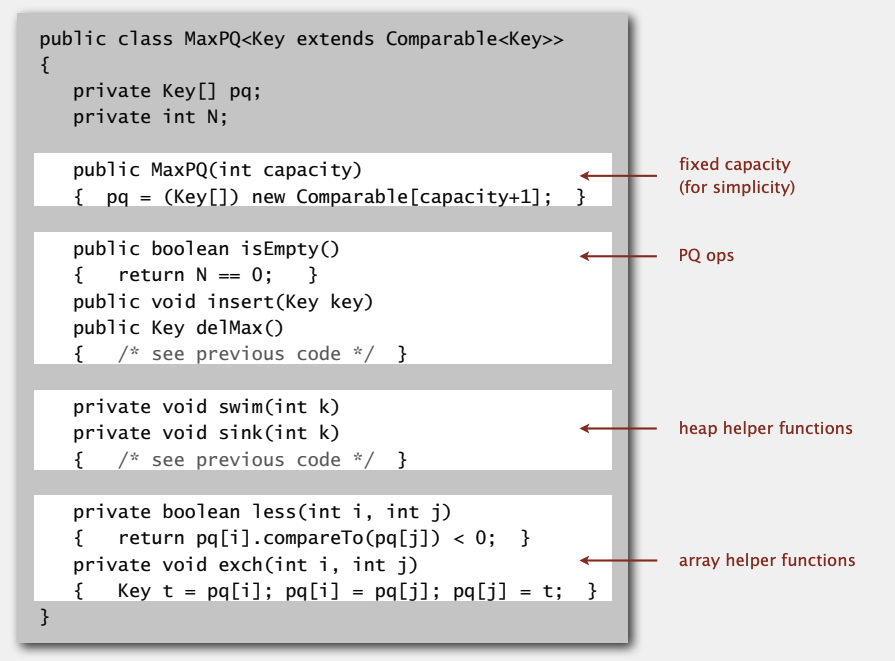 public class MaxPQ<Key extends Comparable<Key>>
{
private Key[] pq;
private int N;
public MaxPQ(int capacity)
{ pq = (Key[]) new Comparable[capacity+1]; }
fixed capacity
(for simplicity)
public boolean isEmpty()
{ return N == 0; }
public void insert(Key key)
public Key delMax()
{ /* see previous code */ }
PQ ops
private void swim(int k)
private void sink(int k)
{ /* see previous code */ }
heap helper functions
private boolean less(int i, int j)
{ return pq[i].compareTo(pq[j]) < 0; }
private void exch(int i, int j)
{ Key t = pq[i]; pq[i] = pq[j]; pq[j] = t; }
array helper functions
}